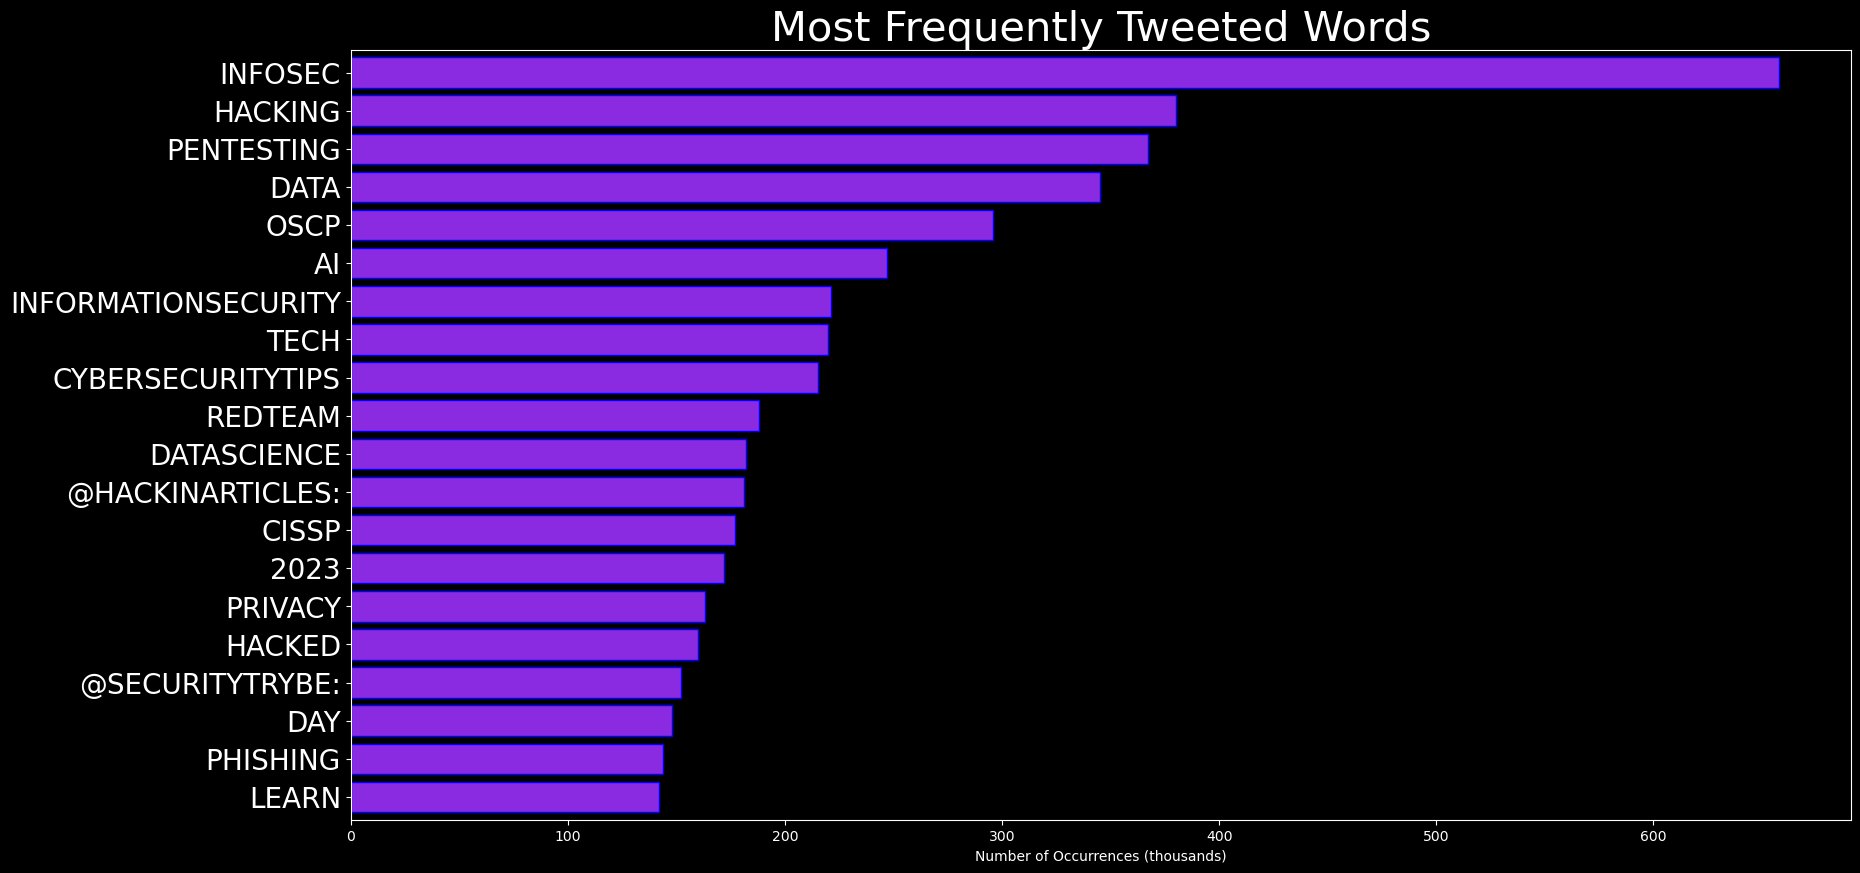 Most Frequently Tweeted Words
INFOSEC
HACKING
PENTESTING
DATA
OSCP
AI
INFORMATIONSECURITY
TECH
CYBERSECURITYTIPS
REDTEAM
DATASCIENCE
@HACKINARTICLES:
CISSP
2023
PRIVACY
HACKED
@SECURITYTRYBE:
DAY
PHISHING
LEARN
0 100 200 300 400 500 600
Number of Occurrences (thousands)